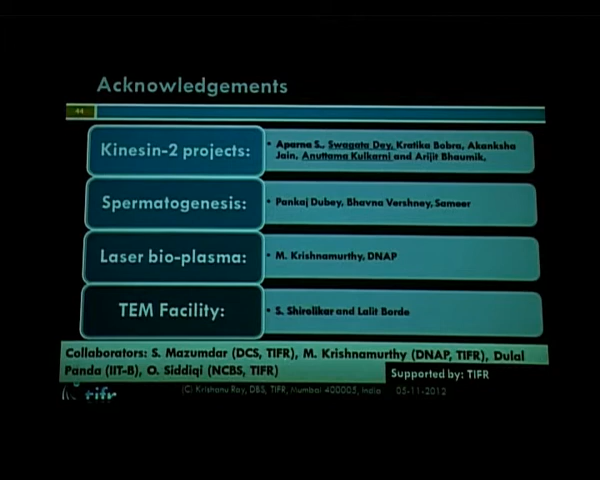 Acknowledgements
44
Kinesin-2 projects:
• Aparna S., Swagata Dey, Kratika Bobra, Akanksha
Jain, Anuttama Kulkarni and Arijit Bhaumik.
Spermatogenesis:
• Pankaj Dubey, Bhavna Vershney, Sameer
Laser bio-plasma:
• M. Krishnamurthy, DNAP
TEM Facility:
• S. Shirolikar and Lalit Borde
Collaborators: S. Mazumdar (DCS, TIFR), M. Krishnamurthy (DNAP, TIFR), Dulal
Panda (IIT-B), O. Siddiqi (NCBS, TIFR)
Supported by: TIFR
tifr
(C) Krishanu Ray, DBS, TIFR, Mumbai 400005, India
05-11-2012